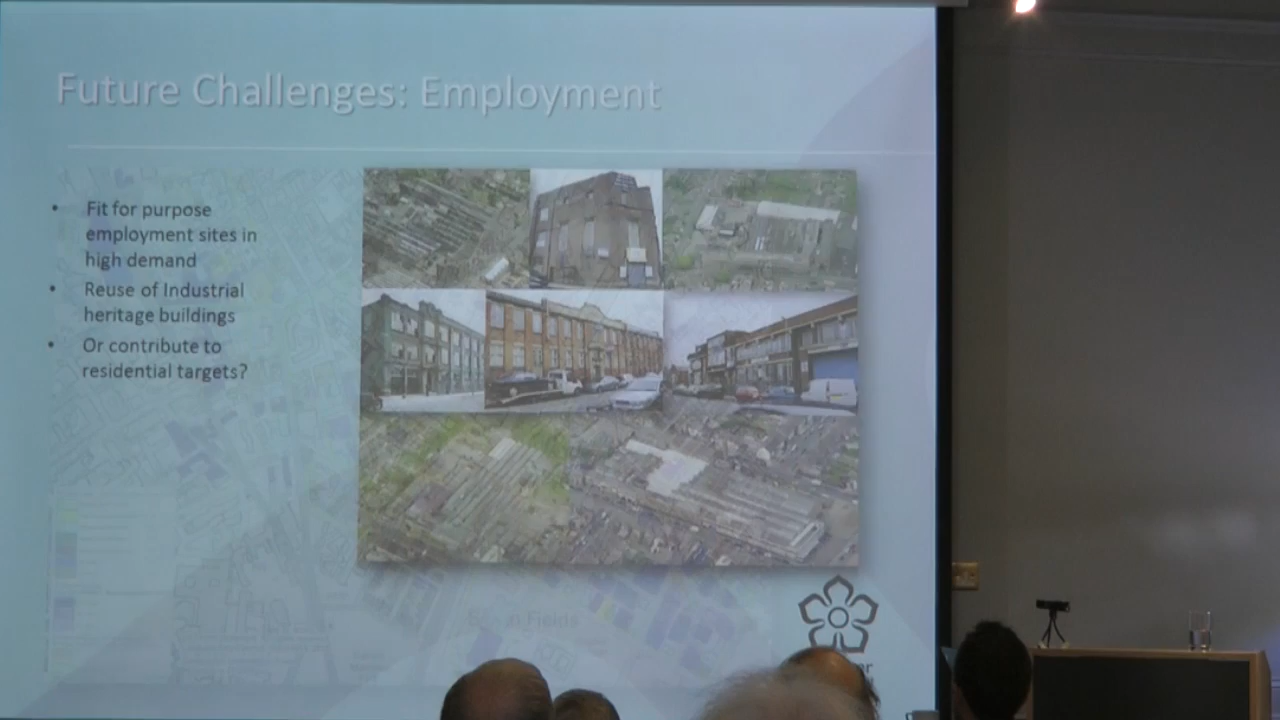 Future Challenges: Employment
• Fit for purpose
employment sites in
high demand
• Reuse of Industrial
heritage buildings
• Or contribute to
residential targets?
Fields